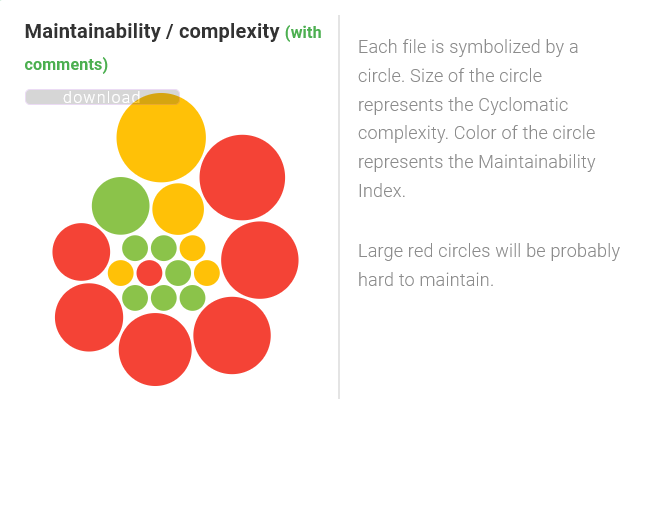 Maintainability / complexity (with
comments)
download
Each file is symbolized by a
circle. Size of the circle
represents the Cyclomatic
complexity. Color of the circle
represents the Maintainability
Index.
Large red circles will be probably
hard to maintain.